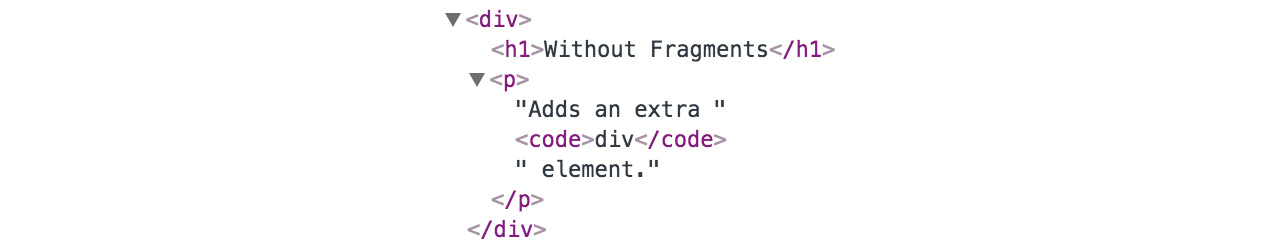 <div>
<h1>Without Fragments</h1>
<p>
"Adds an extra "
<code>div</code>
" element."
</p>
</div>